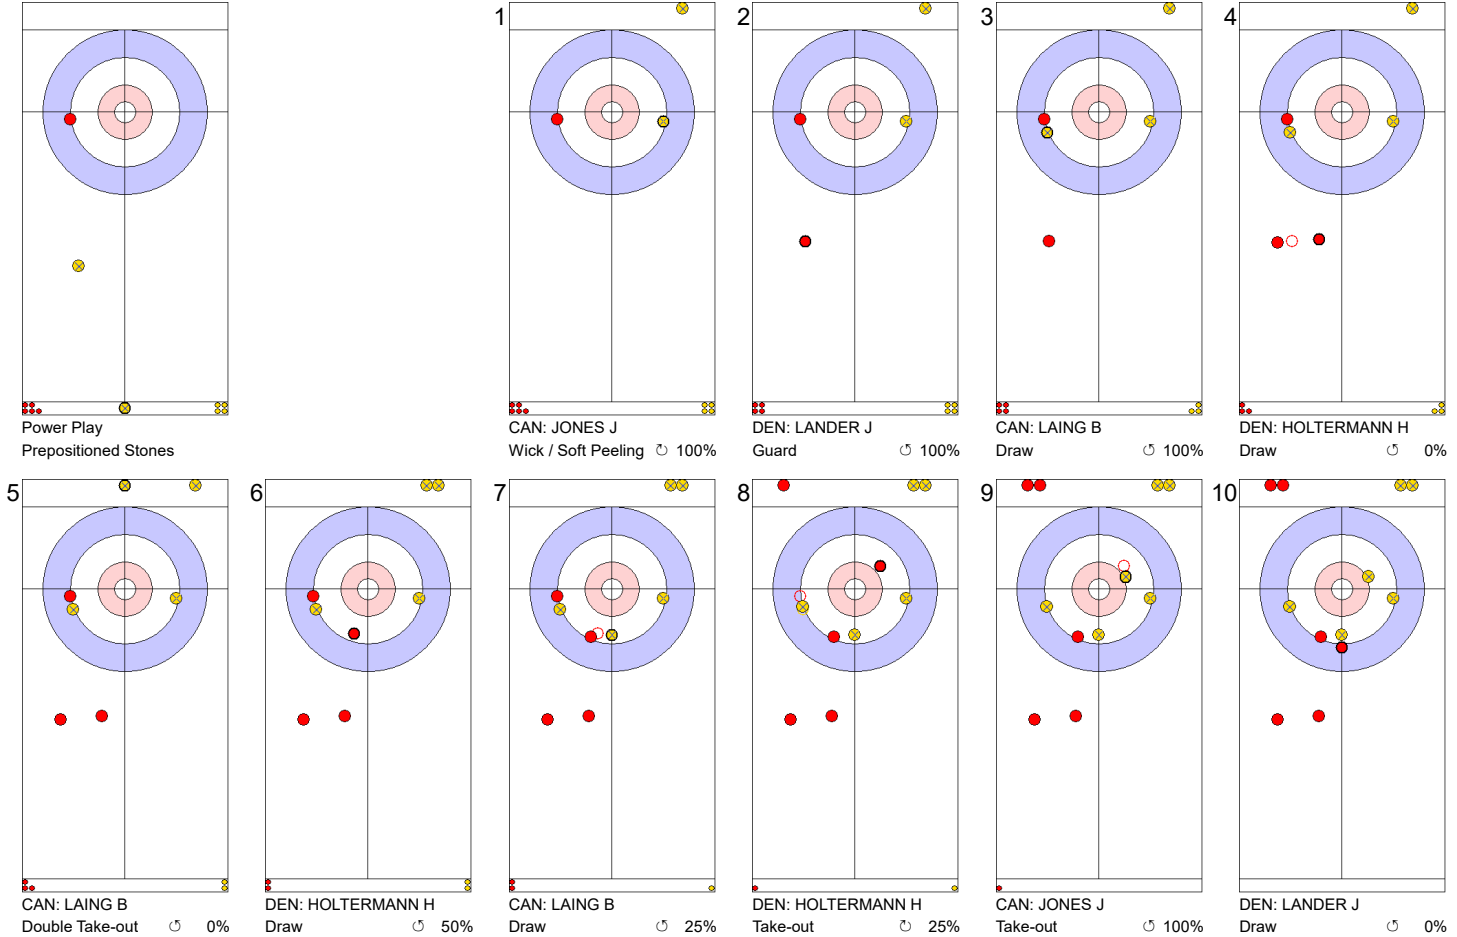 1
2
3
4
Power Play
Prepositioned Stones
CAN: JONES J
Wick / Soft Peeling ↻ 100%
DEN: LANDER J
Guard ↺ 100%
CAN: LAING B
Draw ↺ 100%
DEN: HOLTERMANN H
Draw ↺ 0%
5
6
7
8
9
10
CAN: LAING B
Double Take-out ↺ 0%
DEN: HOLTERMANN H
Draw ↺ 50%
CAN: LAING B
Draw ↺ 25%
DEN: HOLTERMANN H
Take-out ↻ 25%
CAN: JONES J
Take-out ↺ 100%
DEN: LANDER J
Draw ↺ 0%